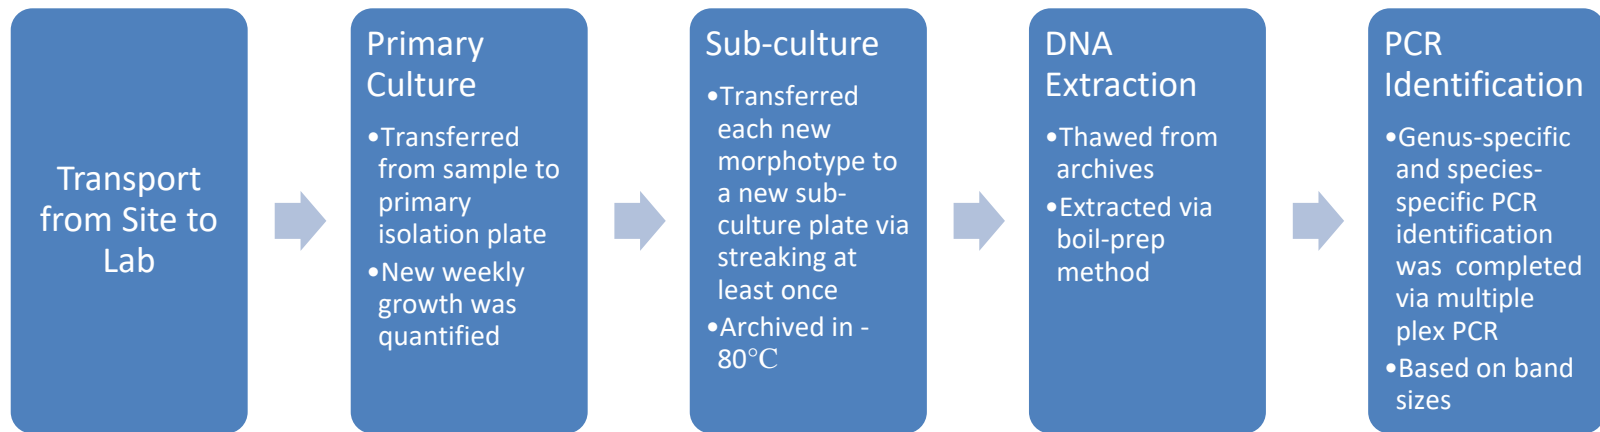 Transport
from Site to
Lab
Primary
Culture
•Transferred
from sample to
primary
isolation plate
•New weekly
growth was
quantified
Sub-culture
•Transferred
each new
morphotype to
a new sub-
culture plate via
streaking at
least once
•Archived in -
80°C
DNA
Extraction
•Thawed from
archives
•Extracted via
boil-prep
method
PCR
Identification
•Genus-specific
and species-
specific PCR
identification
was  completed
via multiple
plex PCR
•Based on band
sizes